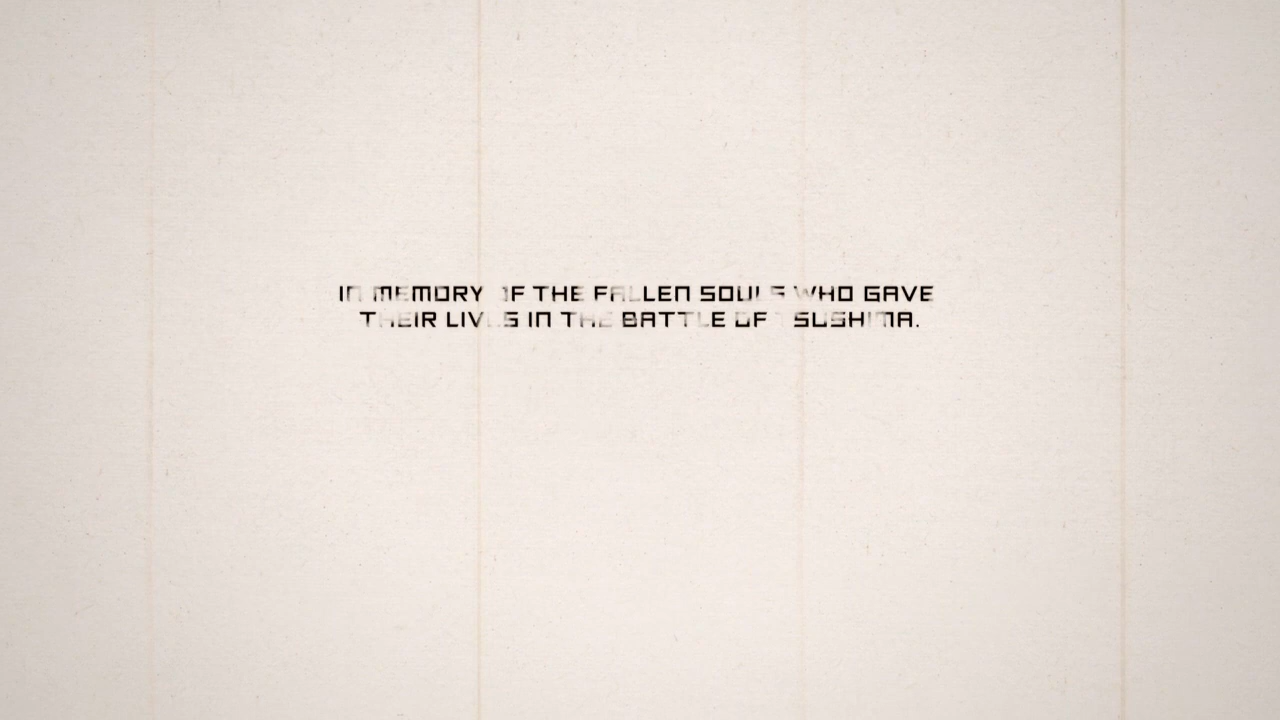 IN MEMORY OF THE FALLEN SOULS WHO GAVE
THEIR LIVES IN THE BATTLE OF TSUSHIMA.